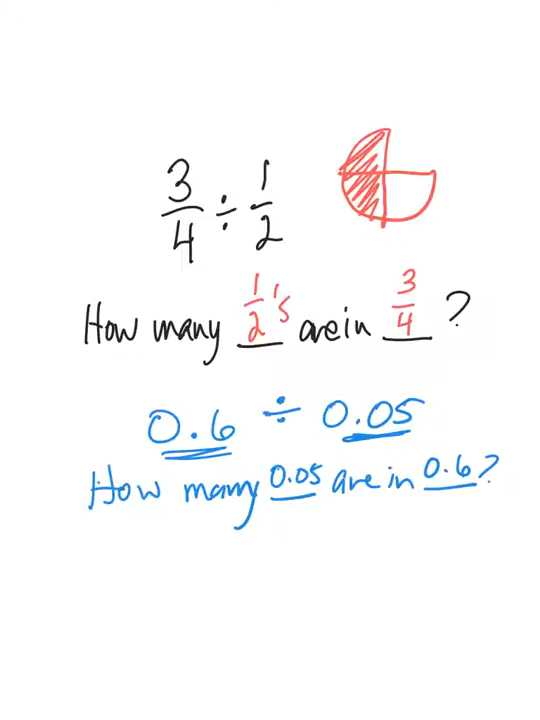 3/4 ÷ 1/2
How many 1/2's are in 3/4 ?
0.6 ÷ 0.05
How many 0.05 are in 0.6?